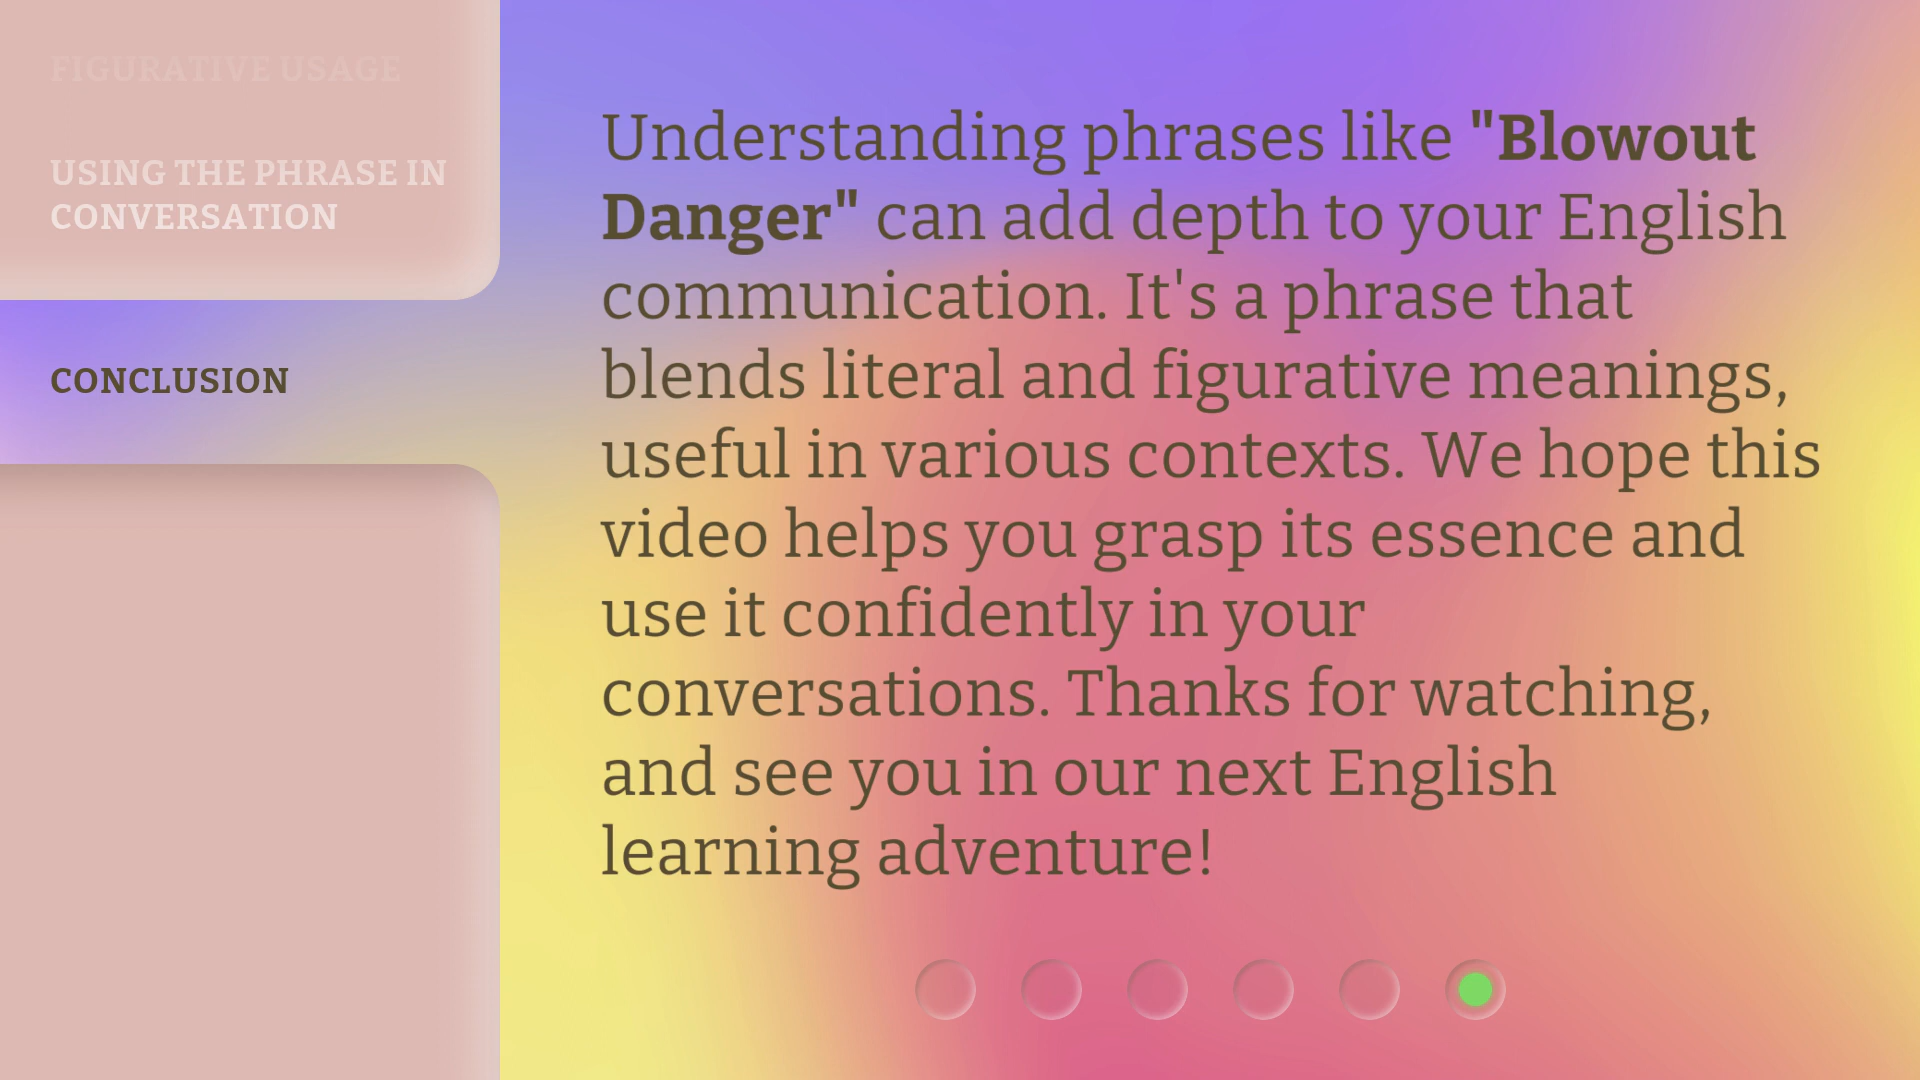 FIGURATIVE USAGE
USING THE PHRASE IN
CONVERSATION
CONCLUSION
Understanding phrases like "Blowout
Danger" can add depth to your English
communication. It's a phrase that
blends literal and figurative meanings,
useful in various contexts. We hope this
video helps you grasp its essence and
use it confidently in your
conversations. Thanks for watching,
and see you in our next English
learning adventure!